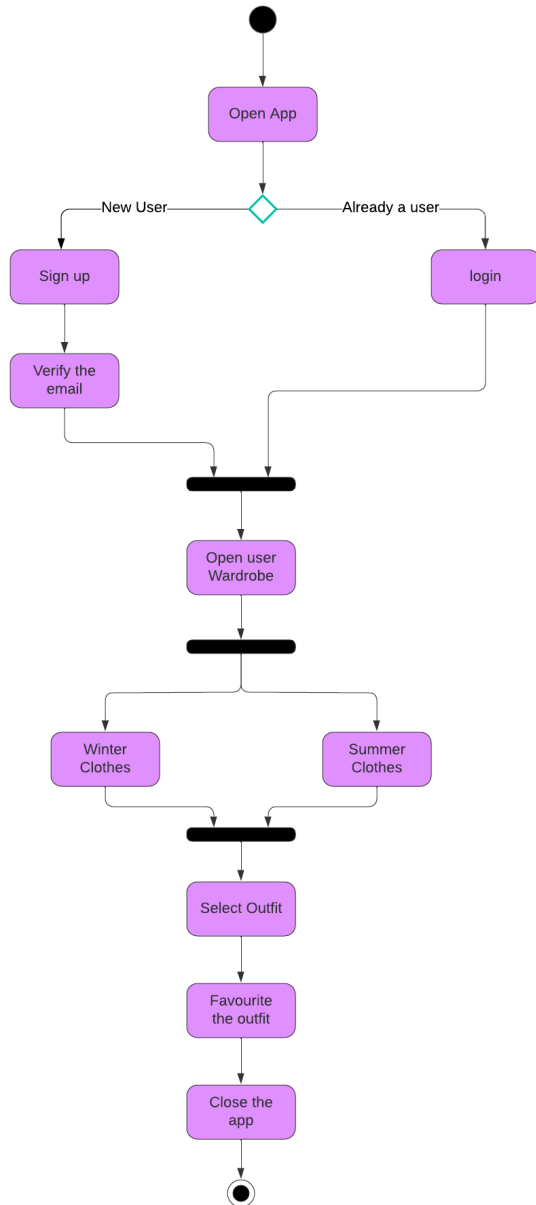 Open App
New User
Already a user
Sign up
login
Verify the
email
Open user
Wardrobe
Winter
Clothes
Summer
Clothes
Select Outfit
Favourite
the outfit
Close the
app